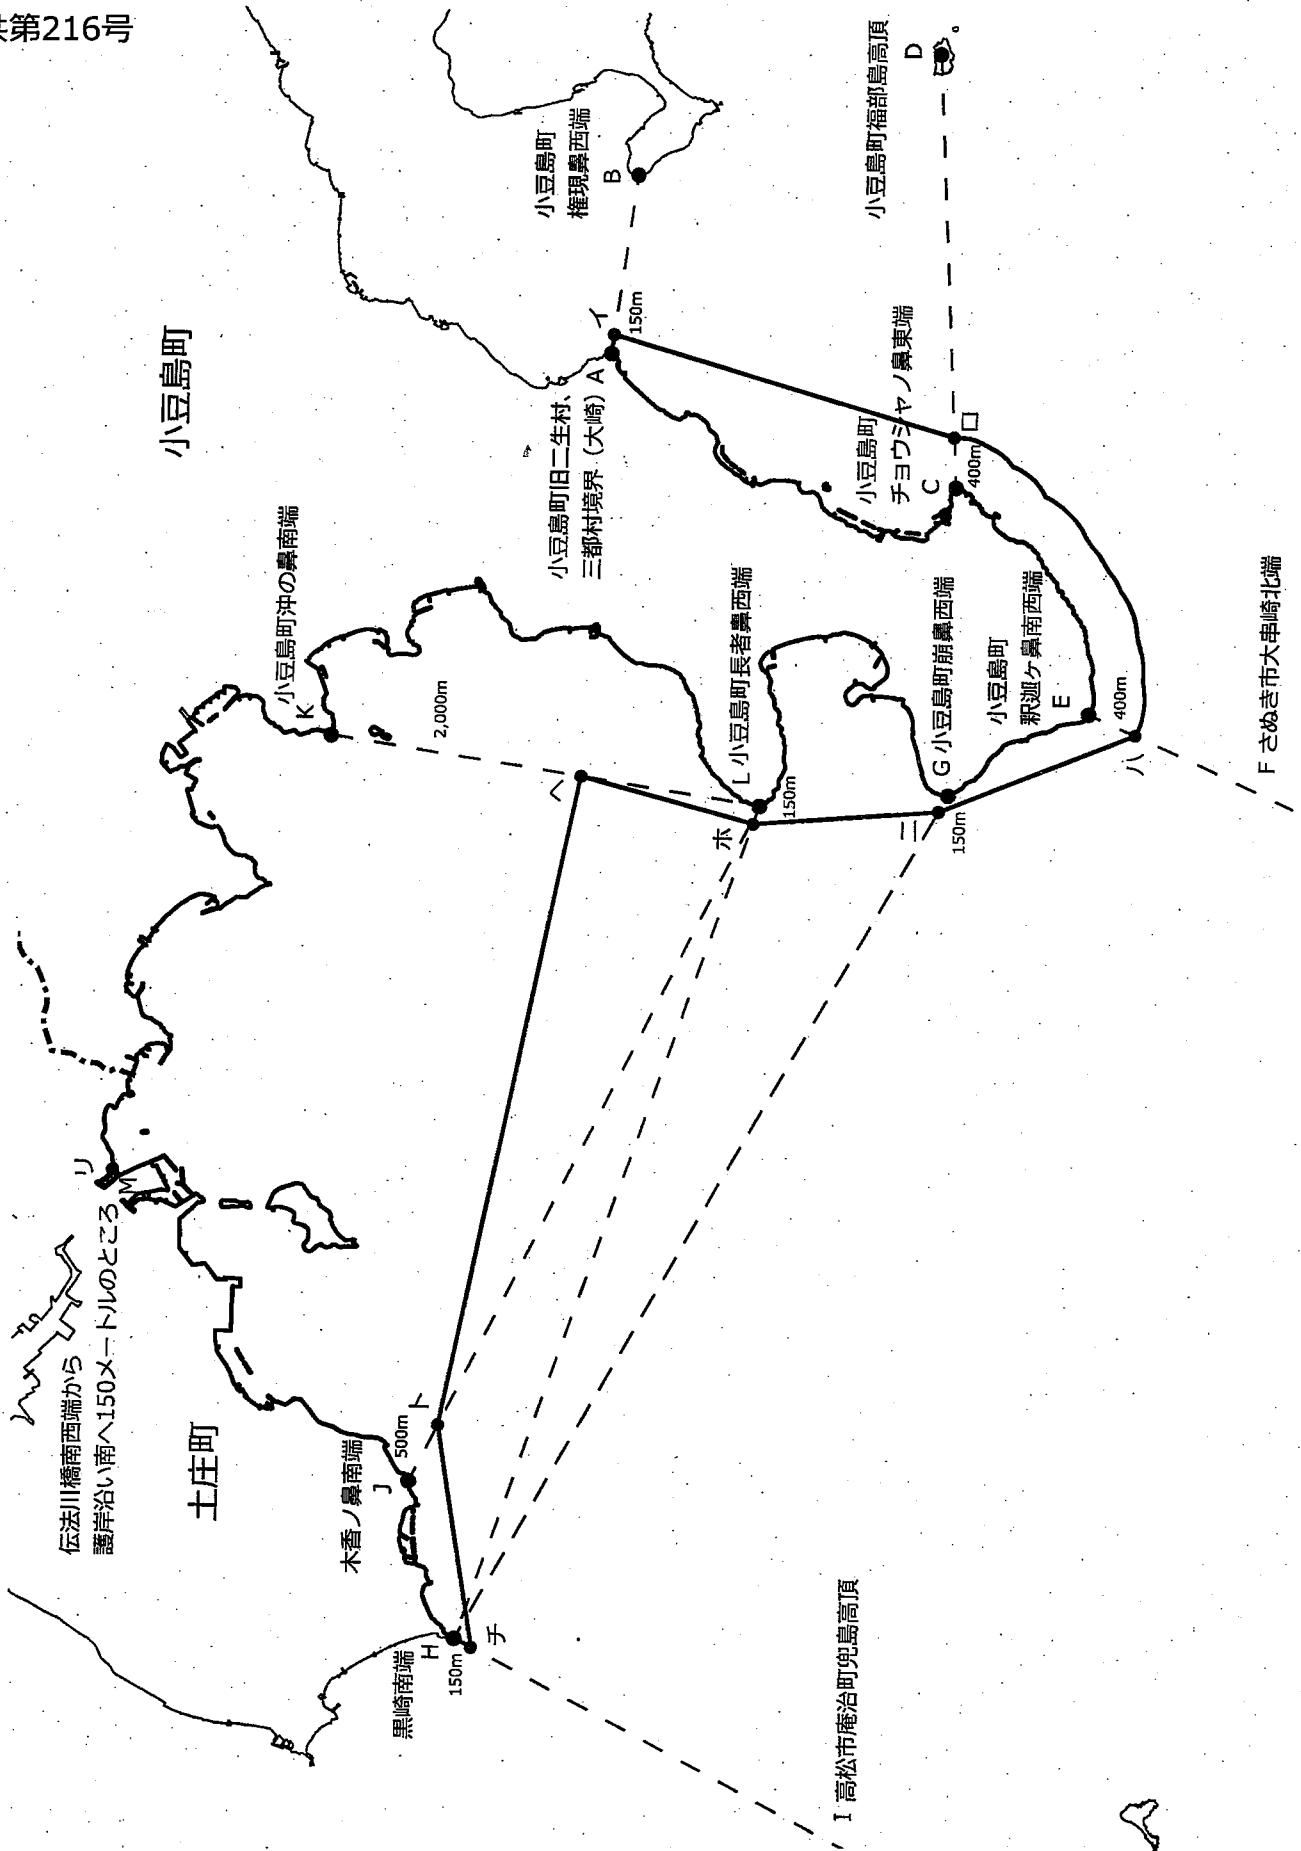 共第216号
小豆島町
小豆島町
権現鼻西端
B
小豆島町福部島高頂
D
イ
150m
A
小豆島町旧二生村、
三都村境界（大崎）
小豆島町
チョウジャノ鼻東端
C
400m
ロ
小豆島町沖の鼻南端
K
2,000m
ヘ
L 小豆島町長者鼻西端
150m
ホ
G 小豆島町崩鼻西端
150m
ニ
小豆島町
釈迦ヶ鼻南西端
E
400m
ハ
F さぬき市大串崎北端
リ
M
伝法川橋南西端から
護岸沿い南へ150メートルのところ
土庄町
木香ノ鼻南端
J
500m
ト
黒崎南端
H
150m
チ
I 高松市庵治町兜島高頂